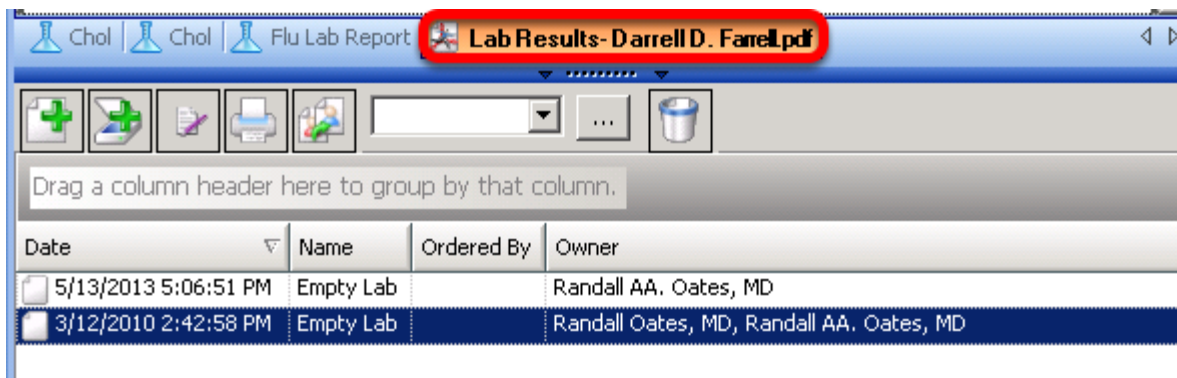 Chol Chol Flu Lab Report Lab Results- Darrell D. Farrell.pdf
...
Drag a column header here to group by that column.
Date Name Ordered By Owner
5/13/2013 5:06:51 PM Empty Lab Randall AA. Oates, MD
3/12/2010 2:42:58 PM Empty Lab Randall Oates, MD, Randall AA. Oates, MD